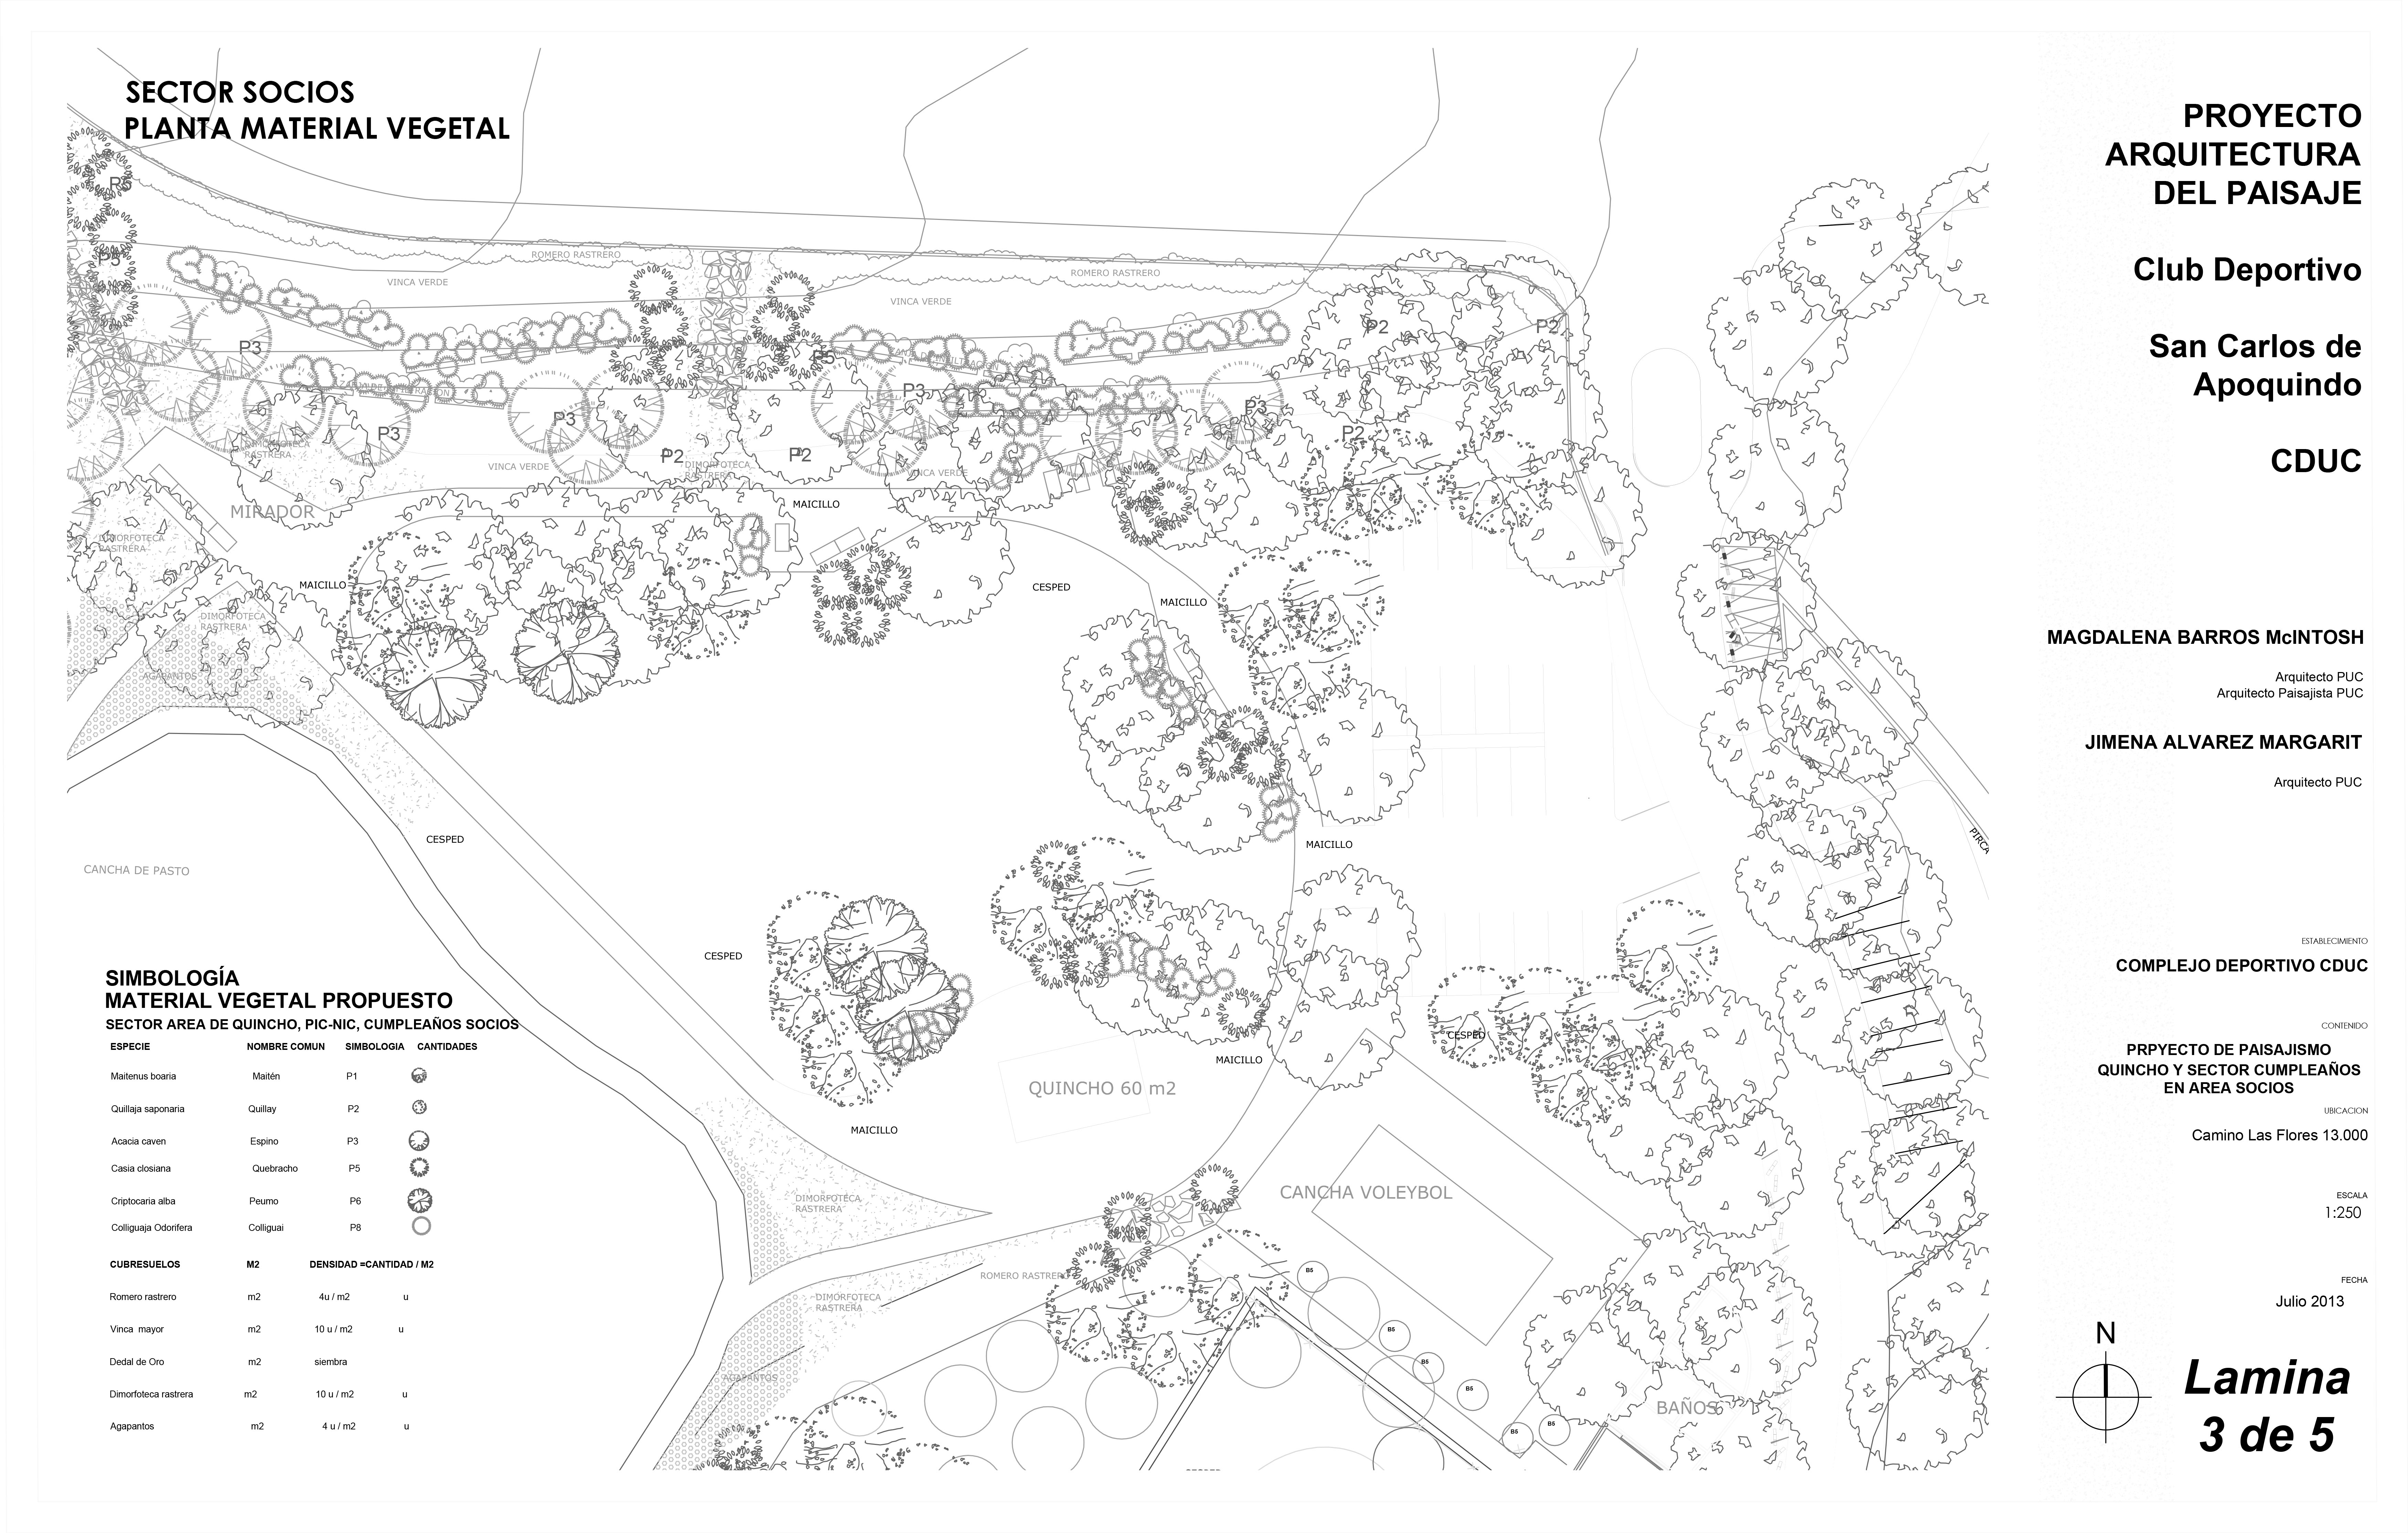 SECTOR SOCIOS
PLANTA MATERIAL VEGETAL
P5
P5
ROMERO RASTRERO
ROMERO RASTRERO
VINCA VERDE
VINCA VERDE
P2
P2
P3
P5
P3
P3
P3
P3
P2
P2
P2
DIMORFOTECA
RASTRERA
VINCA VERDE
DIMORFOTECA
RASTRERA
VINCA VERDE
MIRADOR
MAICILLO
DIMORFOTECA
RASTRERA
MAICILLO
CESPED
MAICILLO
DIMORFOTECA
RASTRERA
AGAPANTOS
CESPED
CANCHA DE PASTO
MAICILLO
PIRCA
CESPED
CESPED
MAICILLO
QUINCHO 60 m2
MAICILLO
CANCHA VOLEYBOL
DIMORFOTECA
RASTRERA
ROMERO RASTRERO
DIMORFOTECA
RASTRERA
B5
B5
B5
B5
B5
B5
AGAPANTOS
BAÑOS
SIMBOLOGÍA
MATERIAL VEGETAL PROPUESTO
SECTOR AREA DE QUINCHO, PIC-NIC, CUMPLEAÑOS SOCIOS
ESPECIE NOMBRE COMUN SIMBOLOGIA CANTIDADES
Maitenus boaria Maitén P1
Quillaja saponaria Quillay P2
Acacia caven Espino P3
Casia closiana Quebracho P5
Criptocaria alba Peumo P6
Colliguaja Odorifera Colliguai P8
CUBRESUELOS M2 DENSIDAD =CANTIDAD / M2
Romero rastrero m2 4u / m2 u
Vinca mayor m2 10 u / m2 u
Dedal de Oro m2 siembra
Dimorfoteca rastrera m2 10 u / m2 u
Agapantos m2 4 u / m2 u
PROYECTO
ARQUITECTURA
DEL PAISAJE
Club Deportivo
San Carlos de
Apoquindo
CDUC
MAGDALENA BARROS McINTOSH
Arquitecto PUC
Arquitecto Paisajista PUC
JIMENA ALVAREZ MARGARIT
Arquitecto PUC
ESTABLECIMIENTO
COMPLEJO DEPORTIVO CDUC
CONTENIDO
PRPYECTO DE PAISAJISMO
QUINCHO Y SECTOR CUMPLEAÑOS
EN AREA SOCIOS
UBICACION
Camino Las Flores 13.000
ESCALA
1:250
FECHA
Julio 2013
N
Lamina
3 de 5